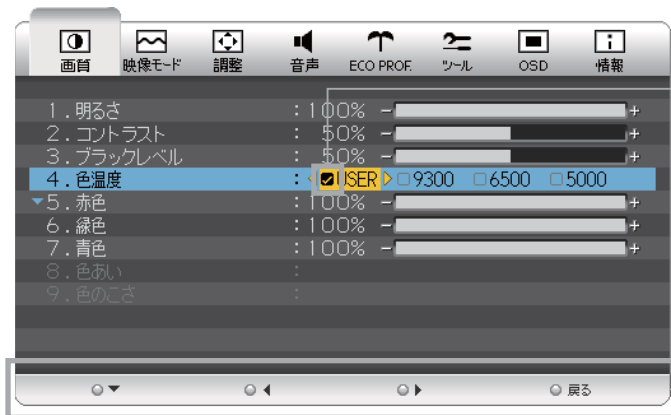 画質 映像モード 調整 音声 ECO PROF. ツール OSD 情報
1.明るさ : 100% - +
2.コントラスト : 50% - +
3.ブラックレベル : 50% - +
4.色温度 : USER 9300 6500 5000
5.赤色 : 100% - +
6.緑色 : 100% - +
7.青色 : 100% - +
8.色あい :
9.色のこさ :
戻る